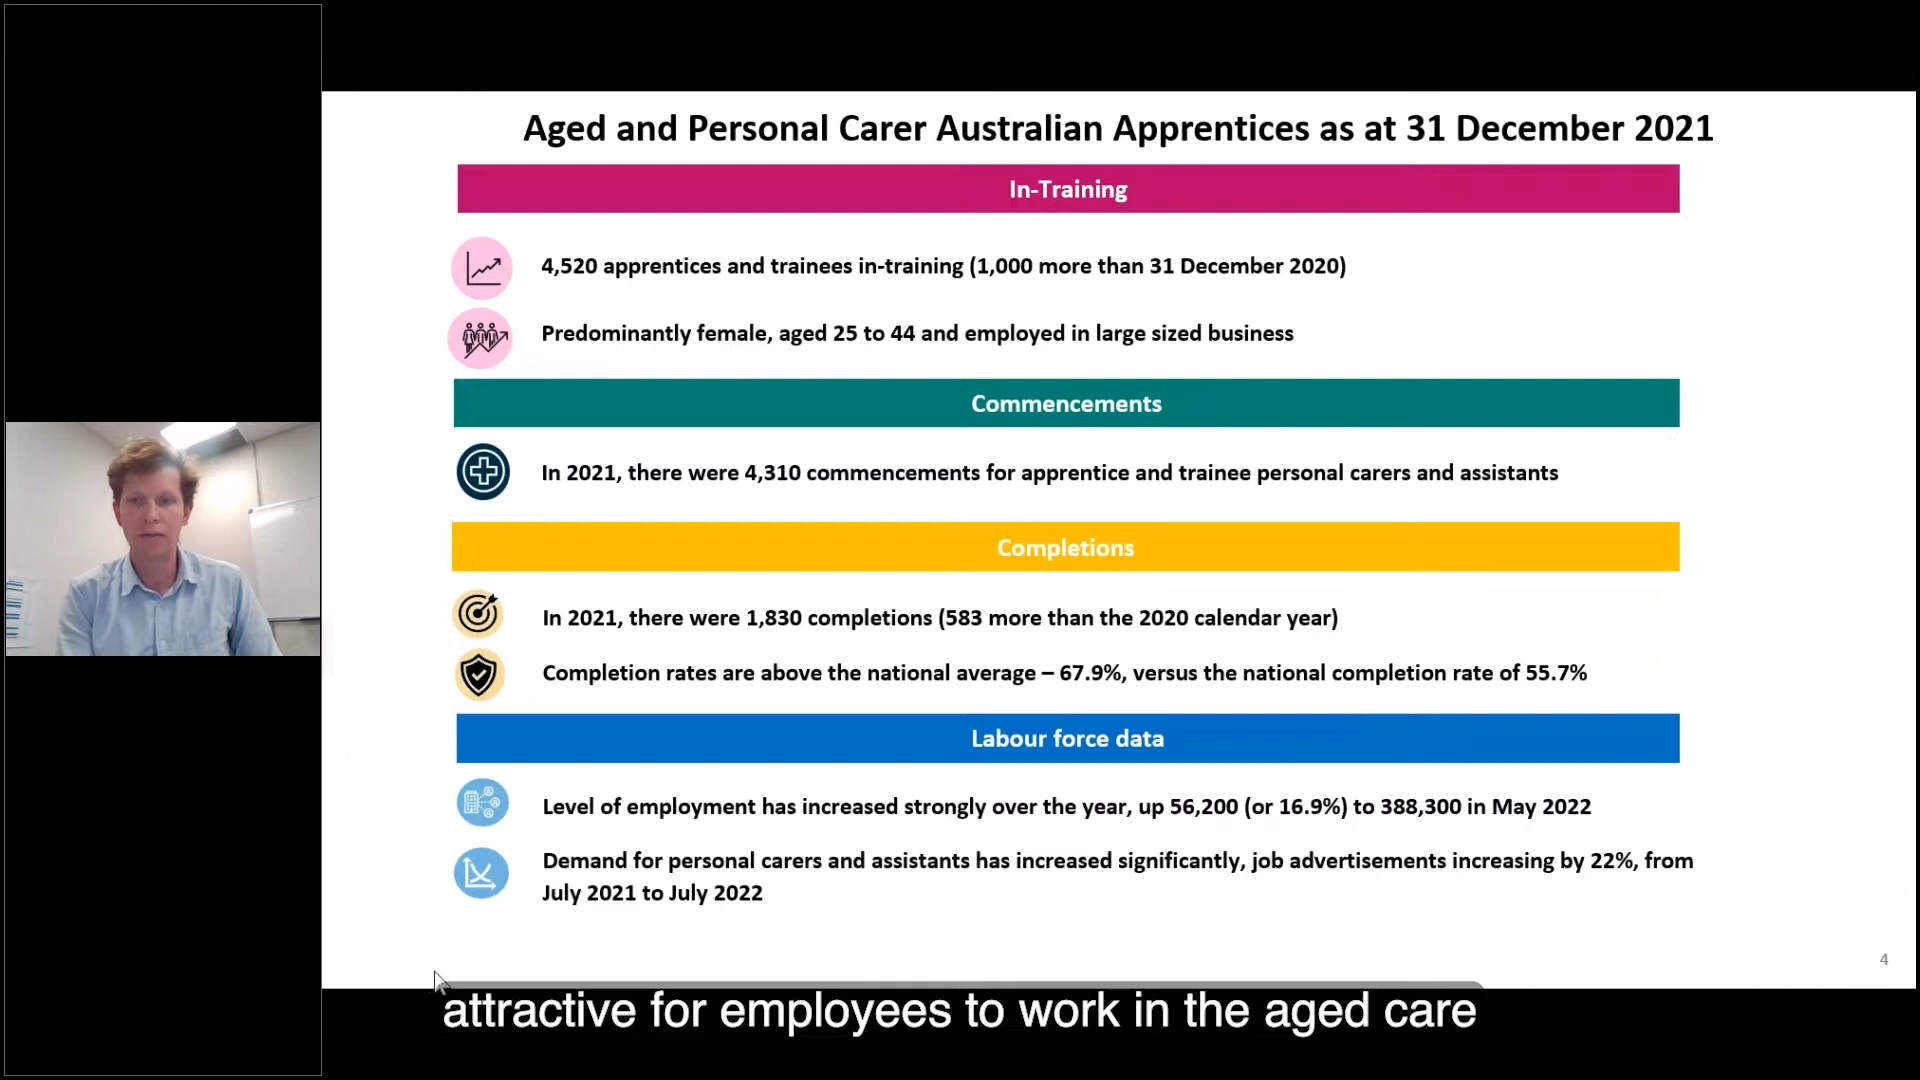 Aged and Personal Carer Australian Apprentices as at 31 December 2021
In-Training
4,520 apprentices and trainees in-training (1,000 more than 31 December 2020)
Predominantly female, aged 25 to 44 and employed in large sized business
Commencements
In 2021, there were 4,310 commencements for apprentice and trainee personal carers and assistants
Completions
In 2021, there were 1,830 completions (583 more than the 2020 calendar year)
Completion rates are above the national average – 67.9%, versus the national completion rate of 55.7%
Labour force data
Level of employment has increased strongly over the year, up 56,200 (or 16.9%) to 388,300 in May 2022
Demand for personal carers and assistants has increased significantly, job advertisements increasing by 22%, from
July 2021 to July 2022
4
attractive for employees to work in the aged care